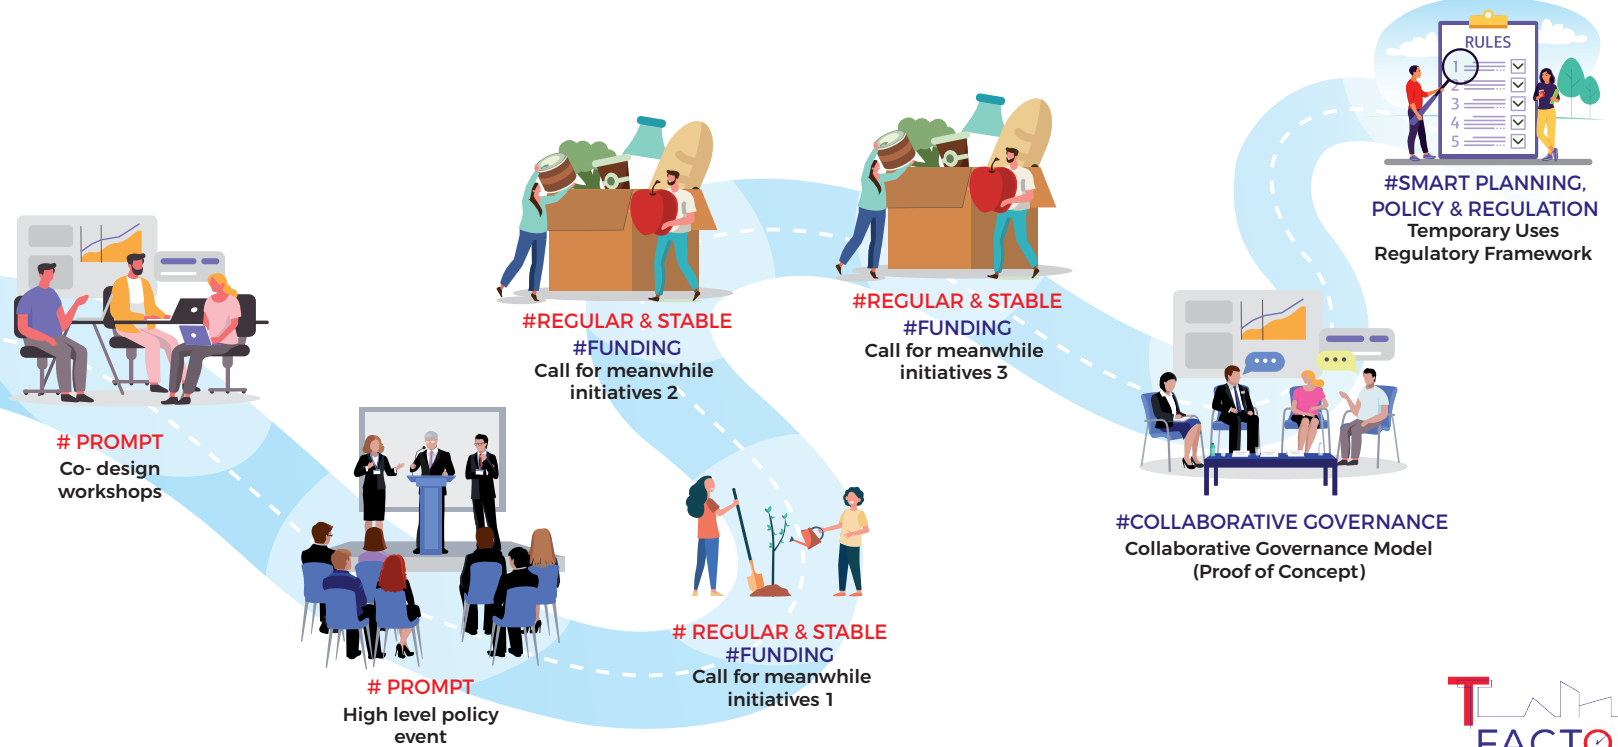 # PROMPT
Co- design
workshops
# PROMPT
High level policy
event
# REGULAR & STABLE
#FUNDING
Call for meanwhile
initiatives 1
#REGULAR & STABLE
#FUNDING
Call for meanwhile
initiatives 2
#REGULAR & STABLE
#FUNDING
Call for meanwhile
initiatives 3
#COLLABORATIVE GOVERNANCE
Collaborative Governance Model
(Proof of Concept)
RULES
1
2
3
4
5
#SMART PLANNING,
POLICY & REGULATION
Temporary Uses
Regulatory Framework
T
FACTO